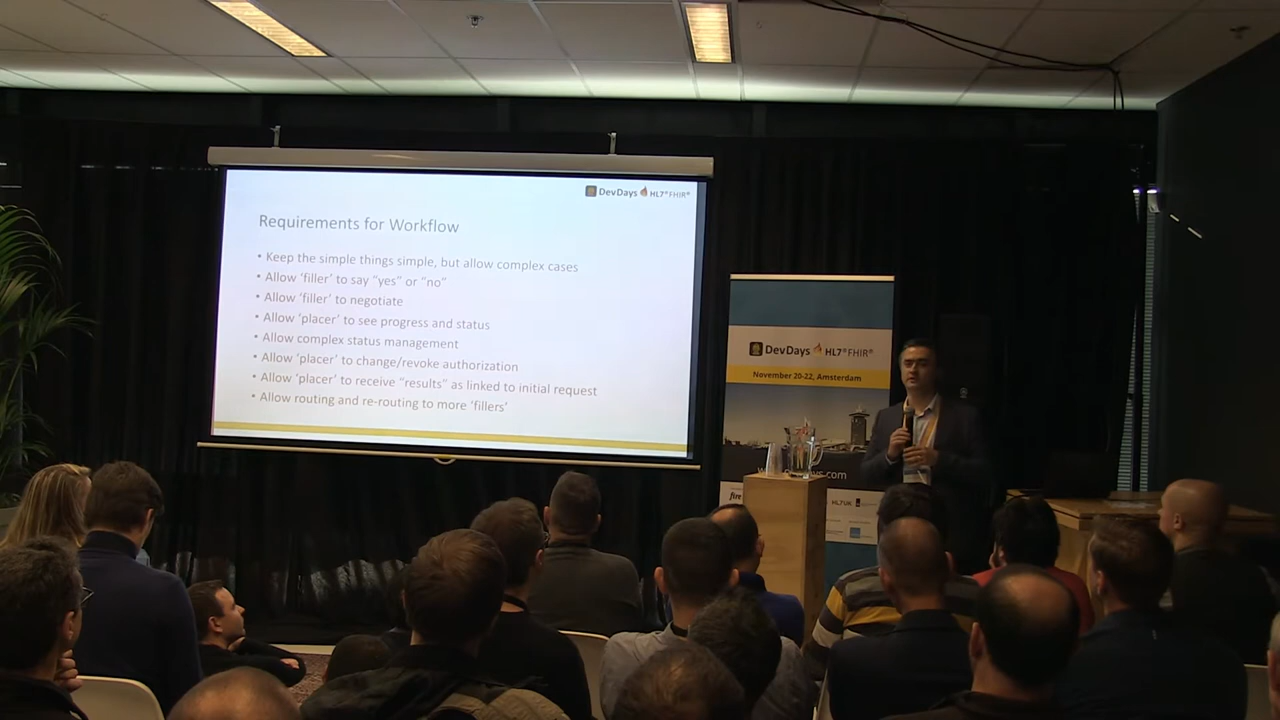 DevDays HL7® FHIR®
Requirements for Workflow
• Keep the simple things simple, but allow complex cases
• Allow ‘filler’ to say “yes” or “no”
• Allow ‘filler’ to negotiate
• Allow ‘placer’ to see progress and status
• Allow complex status management
• Allow ‘placer’ to change/revoke authorization
• Allow ‘placer’ to receive “results” as linked to initial request
• Allow routing and re-routing to more ‘fillers’
DevDays HL7® FHIR®
November 20-22, Amsterdam
fire
HL7UK